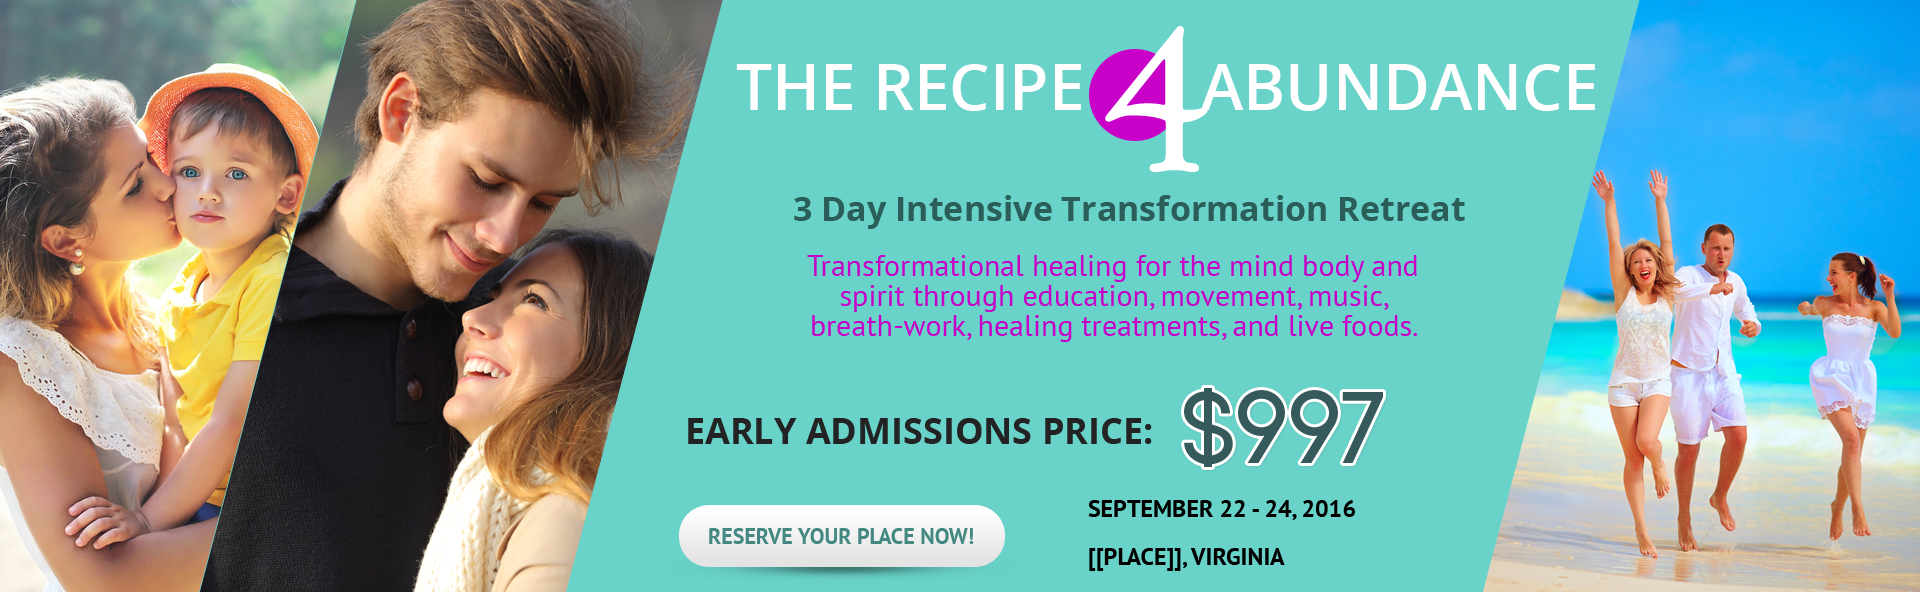 THE RECIPE 4 ABUNDANCE
3 Day Intensive Transformation Retreat
Transformational healing for the mind body and
spirit through education, movement, music,
breath-work, healing treatments, and live foods.
EARLY ADMISSIONS PRICE: $997
RESERVE YOUR PLACE NOW!
SEPTEMBER 22 - 24, 2016
[[PLACE]], VIRGINIA